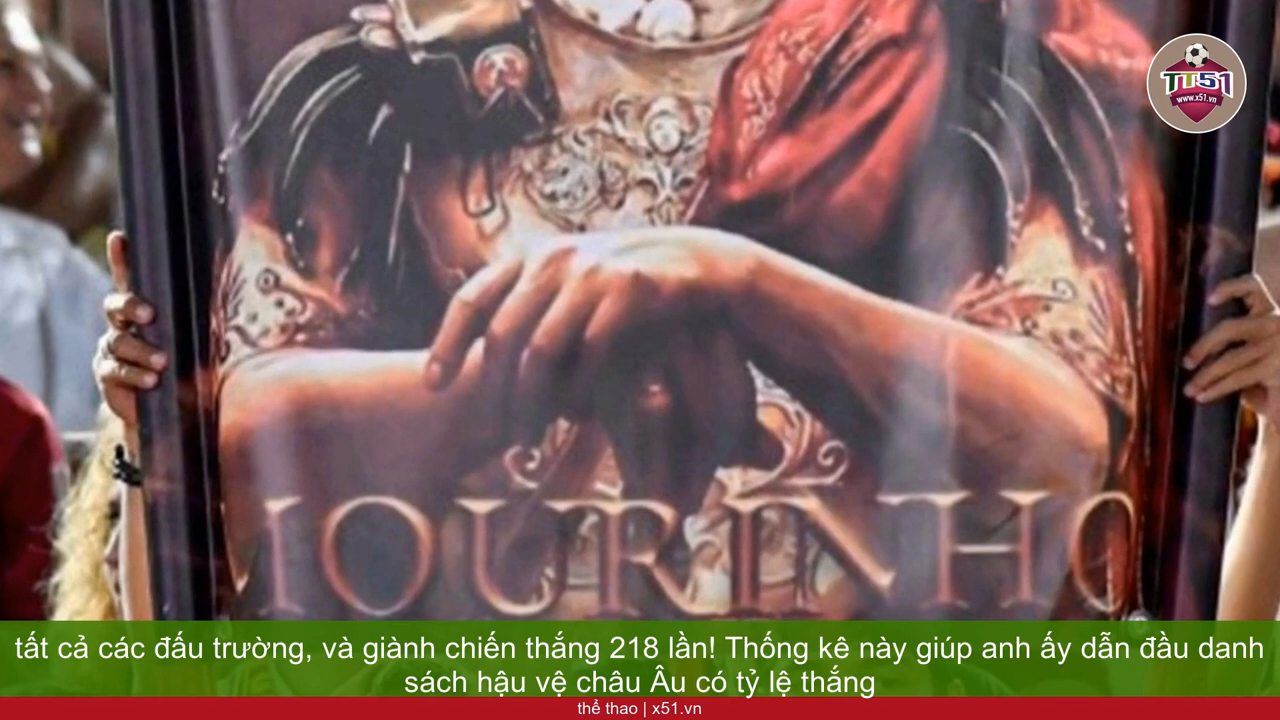 TT51
www.x51.vn
MOURINHO
tất cả các đấu trường, và giành chiến thắng 218 lần! Thống kê này giúp anh ấy dẫn đầu danh
sách hậu vệ châu Âu có tỷ lệ thắng
thể thao | x51.vn